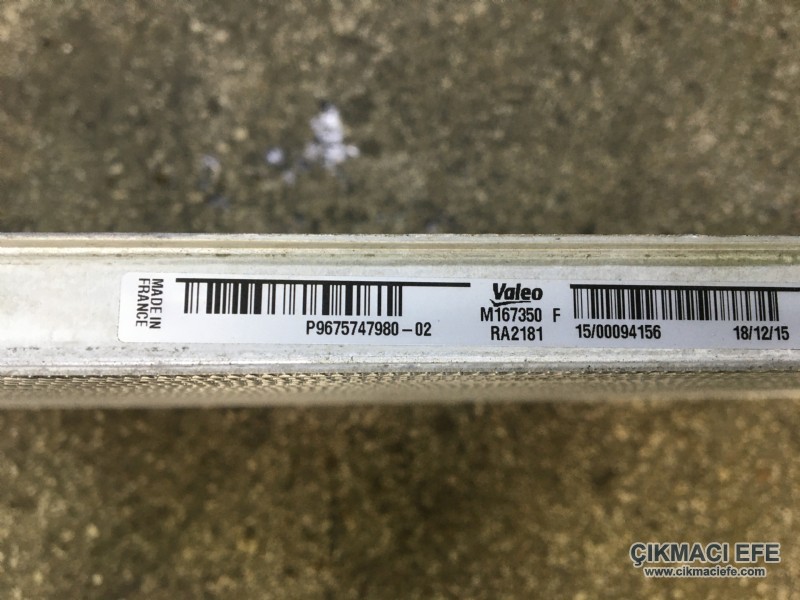 MADE IN
FRANCE
P9675747980-02
Valeo
M167350 F
RA2181
15/00094156
18/12/15
ÇIKMACI EFE
www.cikmaciefe.com